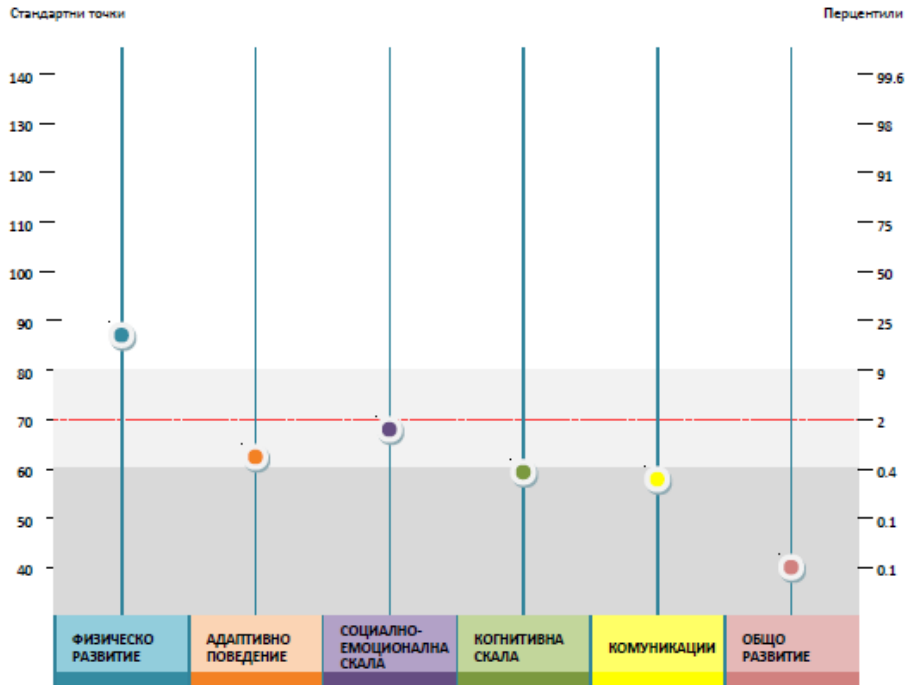 Стандартни точки
Перцентили
140
99.6
130
98
120
91
110
75
100
50
90
25
80
9
70
2
60
0.4
50
0.1
40
0.1
ФИЗИЧЕСКО
РАЗВИТИЕ
АДАПТИВНО
ПОВЕДЕНИЕ
СОЦИАЛНО-
ЕМОЦИОНАЛНА
СКАЛА
КОГНИТИВНА
СКАЛА
КОМУНИКАЦИИ
ОБЩО
РАЗВИТИЕ